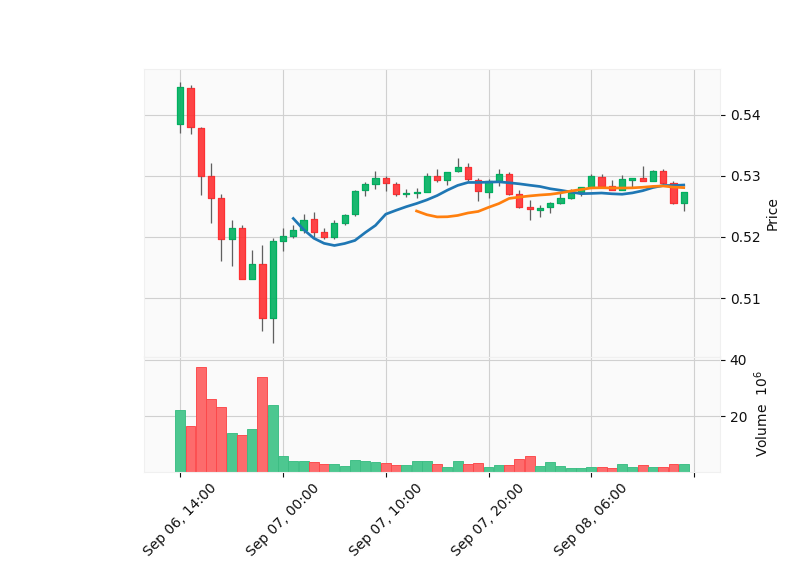 0.54
0.53
0.52
0.51
Price
40
20
Volume 10^6
Sep 06, 14:00
Sep 07, 00:00
Sep 07, 10:00
Sep 07, 20:00
Sep 08, 06:00